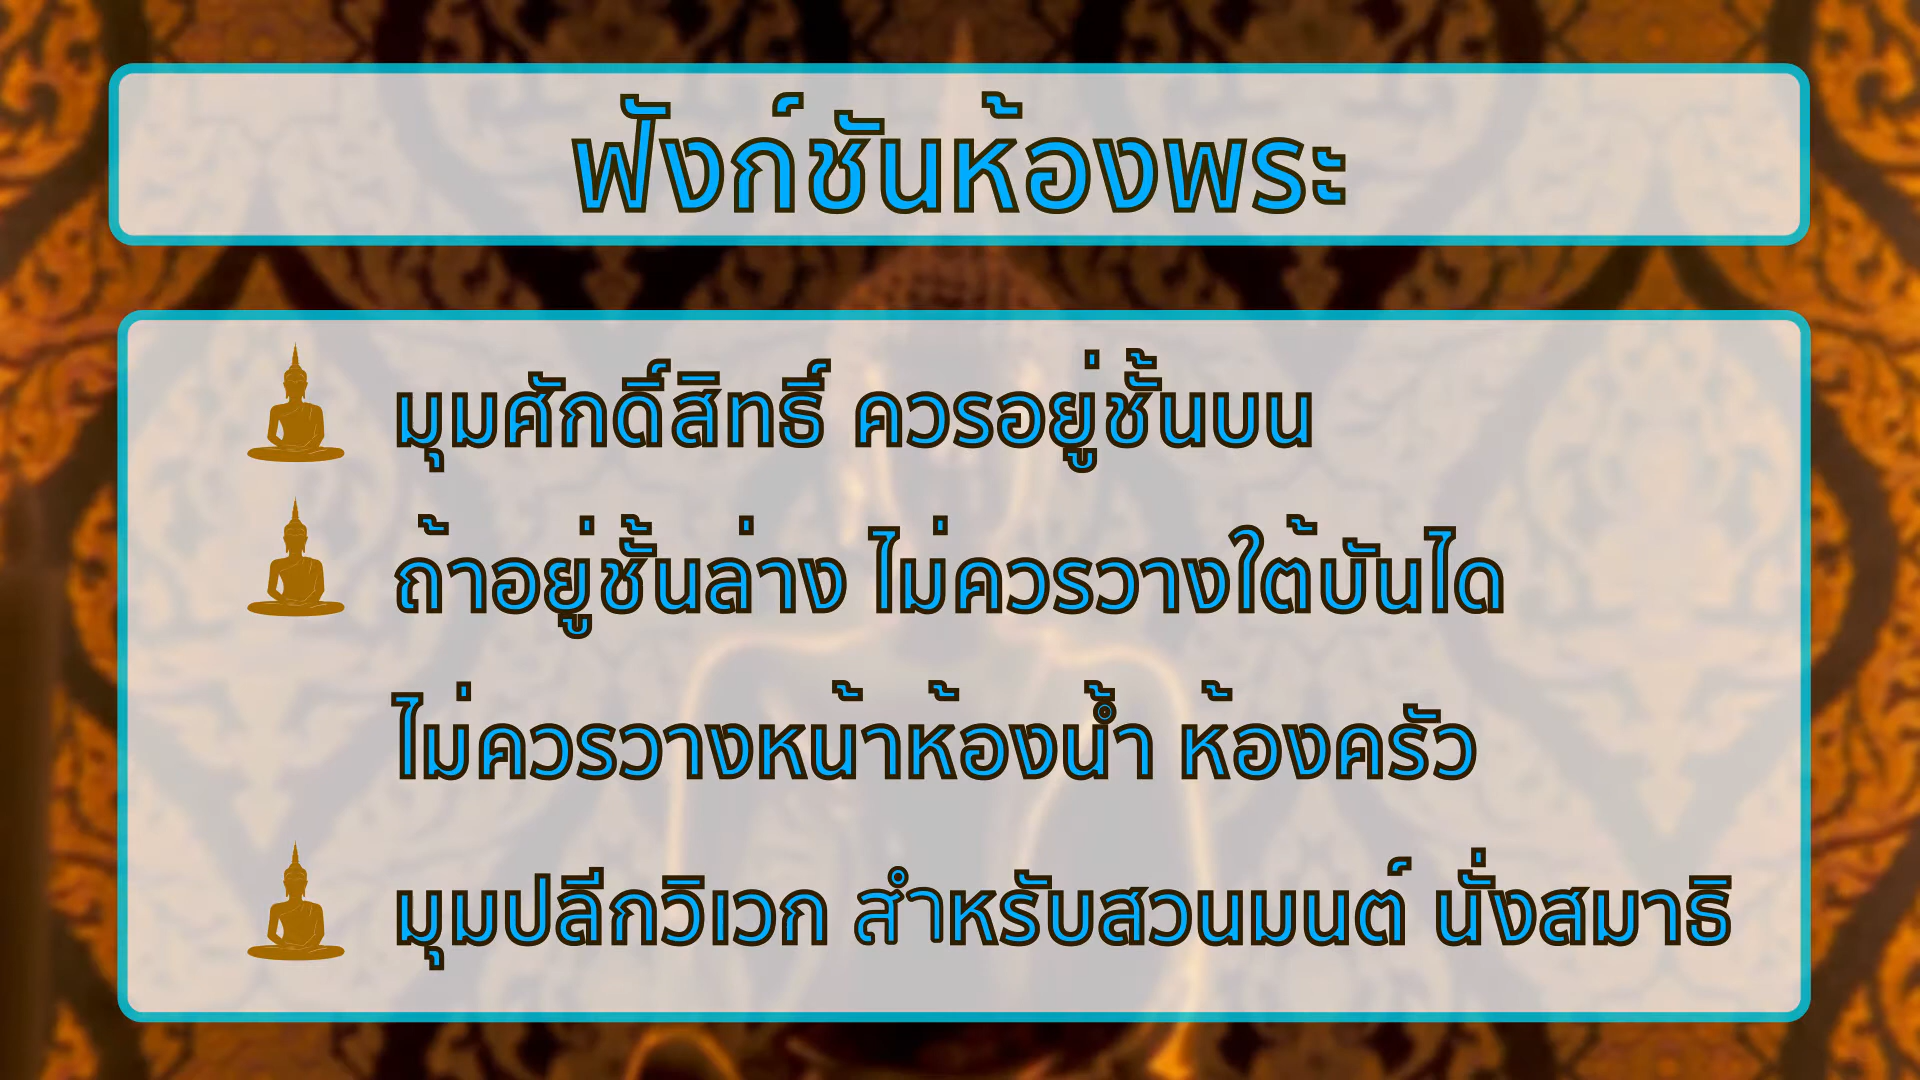 ฟังก์ชันห้องพระ
มุมศักดิ์สิทธิ์ ควรอยู่ชั้นบน
ถ้าอยู่ชั้นล่าง ไม่ควรวางใต้บันได
ไม่ควรวางหน้าห้องน้ำ ห้องครัว
มุมปลีกวิเวก สำหรับสวนมนต์ นั่งสมาธิ